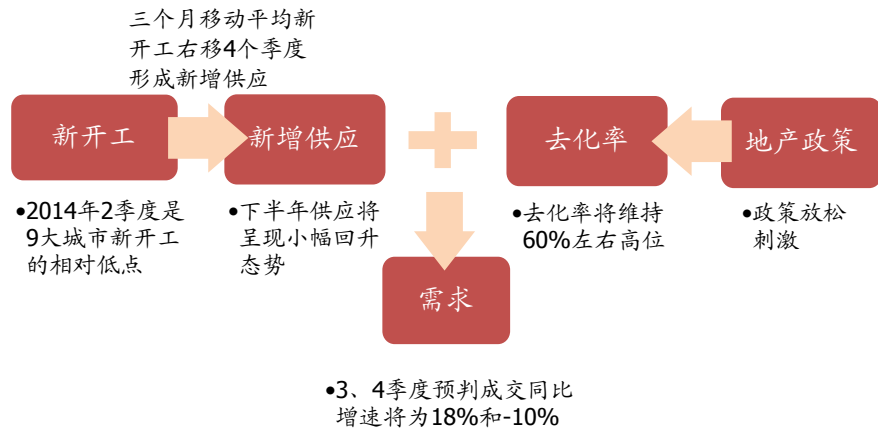 三个月移动平均新
开工右移4个季度
形成新增供应
新开工
新增供应
去化率
地产政策
•2014年2季度是
9大城市新开工
的相对低点
•下半年供应将
呈现小幅回升
态势
•去化率将维持
60%左右高位
•政策放松
刺激
需求
•3、4季度预判成交同比
增速将为18%和-10%